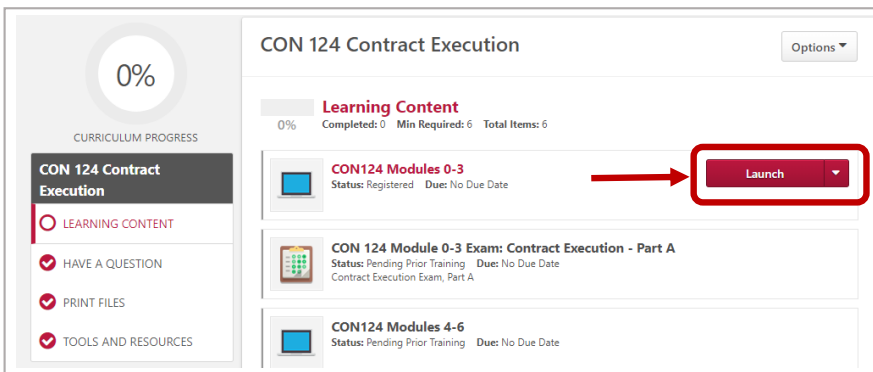 0%
CURRICULUM PROGRESS
CON 124 Contract
Execution
LEARNING CONTENT
HAVE A QUESTION
PRINT FILES
TOOLS AND RESOURCES
CON 124 Contract Execution
Options
Learning Content
0% Completed: 0 Min Required: 6 Total Items: 6
CON124 Modules 0-3
Status: Registered Due: No Due Date
Launch
CON 124 Module 0-3 Exam: Contract Execution - Part A
Status: Pending Prior Training Due: No Due Date
Contract Execution Exam, Part A
CON124 Modules 4-6
Status: Pending Prior Training Due: No Due Date